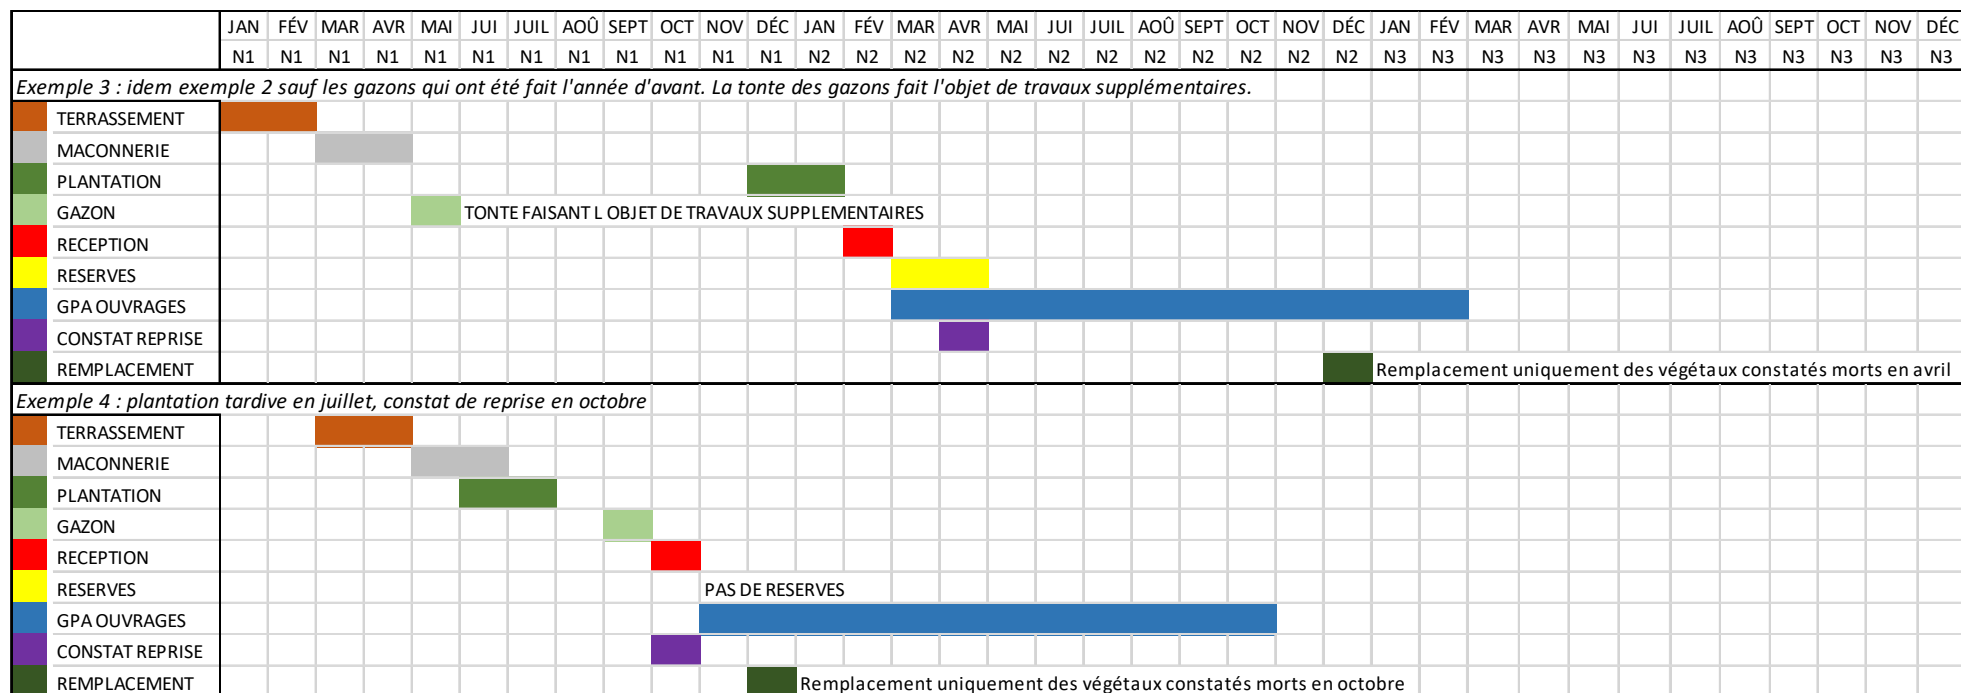 JAN FÉV MAR AVR MAI JUI JUIL AOÛ SEPT OCT NOV DÉC JAN FÉV MAR AVR MAI JUI JUIL AOÛ SEPT OCT NOV DÉC JAN FÉV MAR AVR MAI JUI JUIL AOÛ SEPT OCT NOV DÉC
N1 N1 N1 N1 N1 N1 N1 N1 N1 N1 N1 N1 N2 N2 N2 N2 N2 N2 N2 N2 N2 N2 N2 N2 N3 N3 N3 N3 N3 N3 N3 N3 N3 N3 N3 N3
Exemple 3 : idem exemple 2 sauf les gazons qui ont été fait l'année d'avant. La tonte des gazons fait l'objet de travaux supplémentaires.
TERRASSEMENT
MACONNERIE
PLANTATION
GAZON TONTE FAISANT L OBJET DE TRAVAUX SUPPLEMENTAIRES
RECEPTION
RESERVES
GPA OUVRAGES
CONSTAT REPRISE
REMPLACEMENT Remplacement uniquement des végétaux constatés morts en avril
Exemple 4 : plantation tardive en juillet, constat de reprise en octobre
TERRASSEMENT
MACONNERIE
PLANTATION
GAZON
RECEPTION
RESERVES PAS DE RESERVES
GPA OUVRAGES
CONSTAT REPRISE
REMPLACEMENT Remplacement uniquement des végétaux constatés morts en octobre